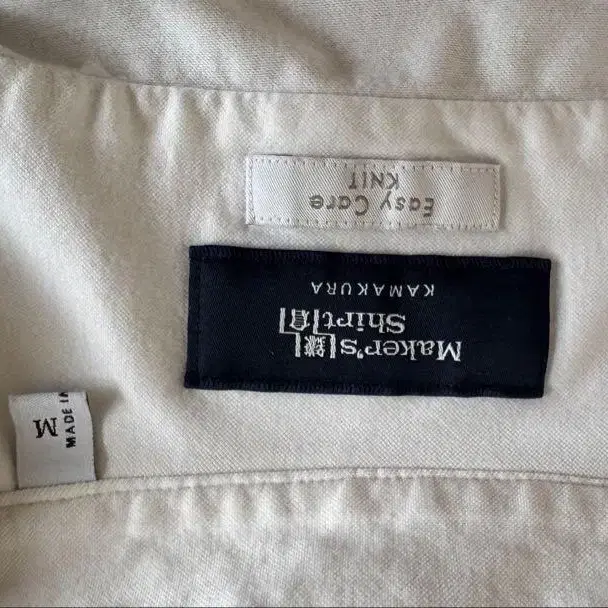 Maker's
Shirt 鎌倉
KAMAKURA
Easy Care
KNIT
M
MADE IN